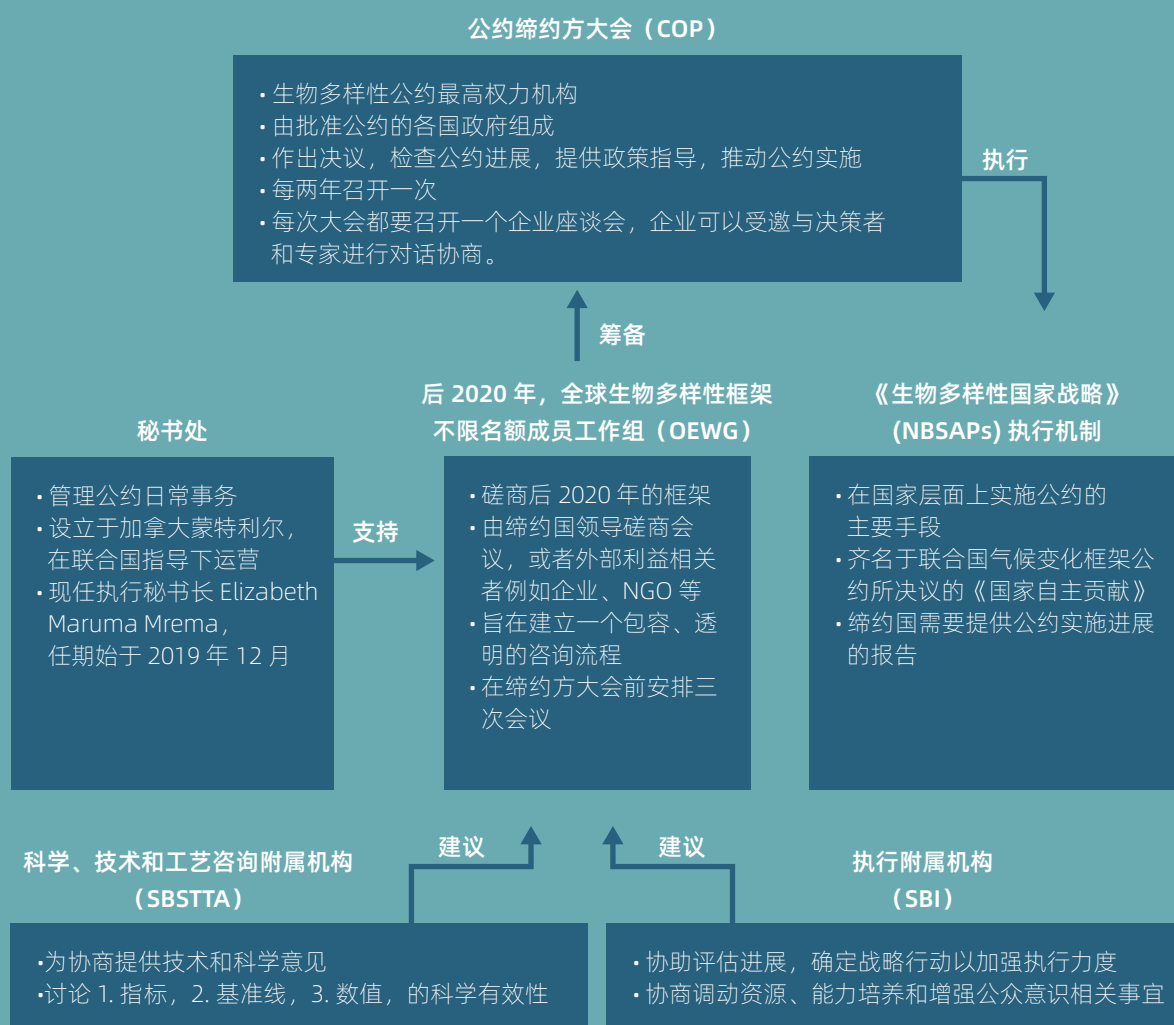 公约缔约方大会（COP）
• 生物多样性公约最高权力机构
• 由批准公约的各国政府组成
• 作出决议，检查公约进展，提供政策指导，推动公约实施
• 每两年召开一次
• 每次大会都要召开一个企业座谈会，企业可以受邀与决策者
和专家进行对话协商。
执行
筹备
后 2020 年，全球生物多样性框架
不限名额成员工作组（OEWG）
《生物多样性国家战略》
(NBSAPs) 执行机制
秘书处
• 管理公约日常事务
• 设立于加拿大蒙特利尔，
在联合国指导下运营
• 现任执行秘书长 Elizabeth
Maruma Mrema，
任期始于 2019 年 12 月
支持
• 磋商后 2020 年的框架
• 由缔约国领导磋商会
议，或者外部利益相关
者例如企业、NGO 等
• 旨在建立一个包容、透
明的咨询流程
• 在缔约方大会前安排三
次会议
• 在国家层面上实施公约的
主要手段
• 齐名于联合国气候变化框架公
约所决议的《国家自主贡献》
• 缔约国需要提供公约实施进展
的报告
建议
建议
科学、技术和工艺咨询附属机构
（SBSTTA）
•为协商提供技术和科学意见
•讨论 1. 指标，2. 基准线，3. 数值，的科学有效性
执行附属机构
（SBI）
• 协助评估进展，确定战略行动以加强执行力度
• 协商调动资源、能力培养和增强公众意识相关事宜